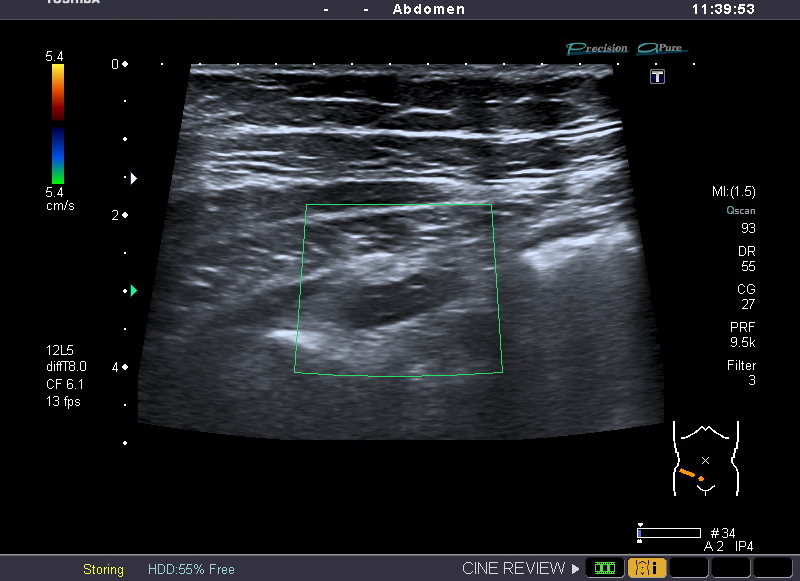 TOSHIBA
- - Abdomen 11:39:53
Precision APure
5.4
0
T
5.4
cm/s
MI:(1.5)
Qscan
93
2
DR
55
CG
27
PRF
9.5k
12L5
diffT8.0
CF 6.1
13 fps
4
Filter
3
#34
A 2 IP4
Storing HDD:55% Free CINE REVIEW
i